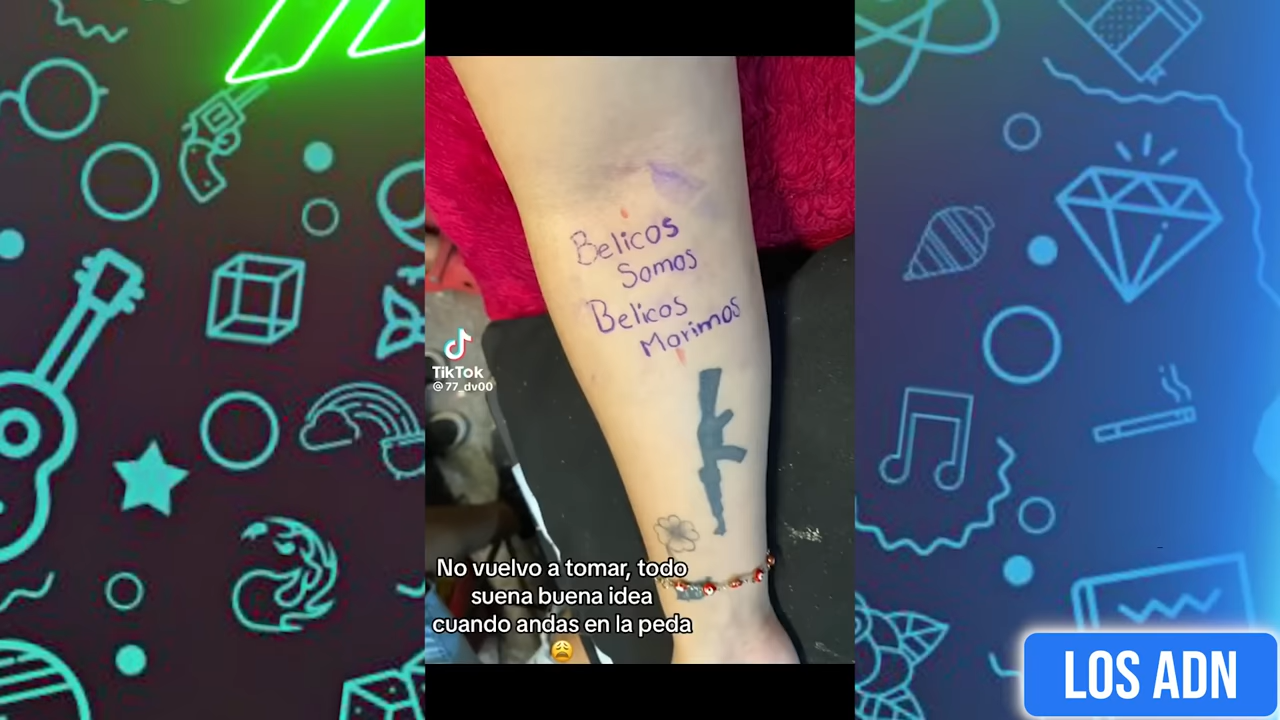 Belicos
Somos
Belicos
Morimos
TikTok
@77_dv00
No vuelvo a tomar, todo
suena buena idea
cuando andas en la peda
LOS ADN